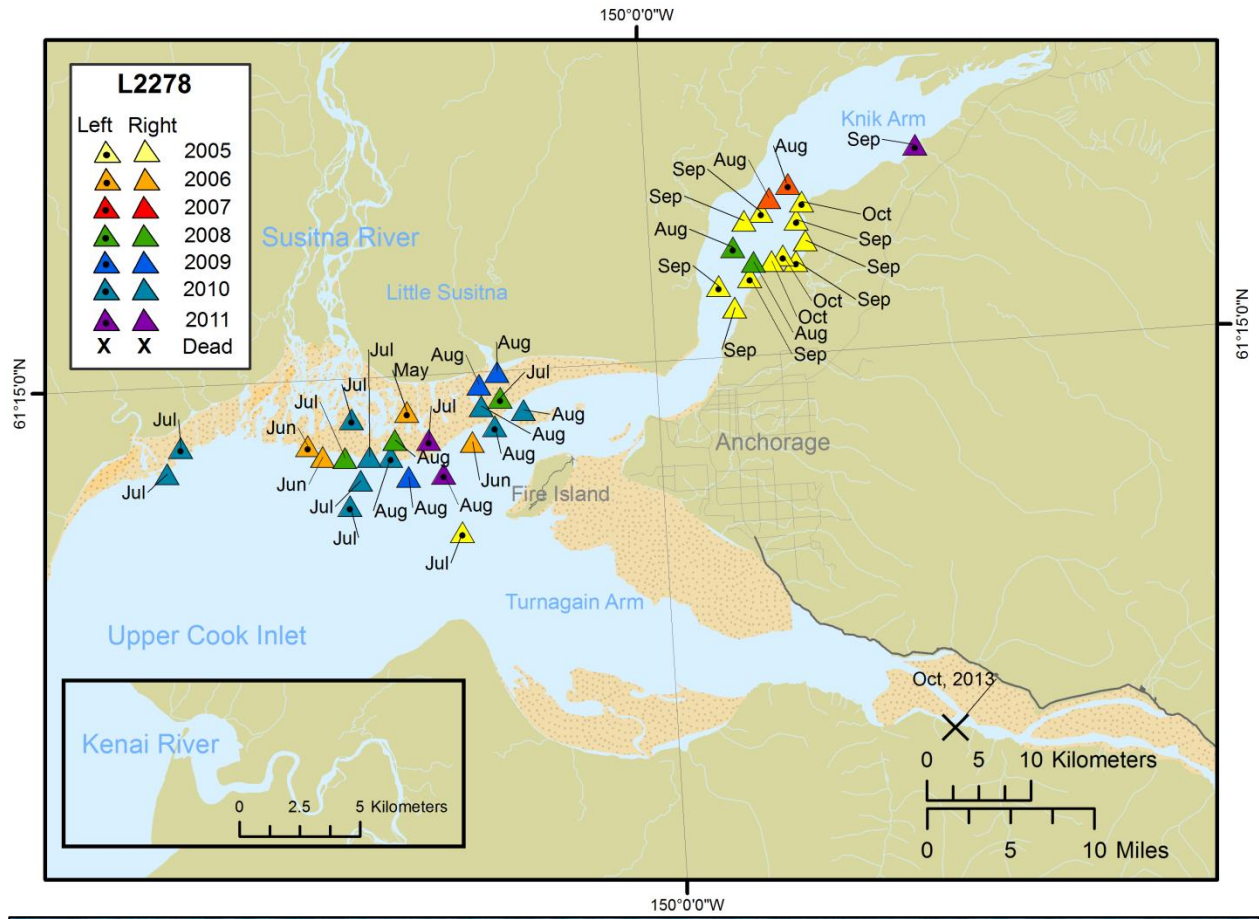 150°0'0"W
L2278
Left Right
2005
2006
2007
2008
2009
2010
2011
X X Dead
Knik Arm
Sep
Aug
Aug
Sep
Sep
Oct
Sep
Aug
Sep
Sep
Oct
Sep
Oct
Aug
Sep
Sep
61°15'0"N
Susitna River
Little Susitna
Jul
May
Aug
Aug
Jul
Jul
Jul
Jul
Aug
Aug
Jul
Jun
Aug
Aug
Jun
Jun
Jul
Jul
Aug
Aug
Aug
Jul
Jul
61°15'0"N
Anchorage
Fire Island
Turnagain Arm
Upper Cook Inlet
Oct, 2013
Kenai River
0 2.5 5 Kilometers
0 5 10 Kilometers
0 5 10 Miles
150°0'0"W